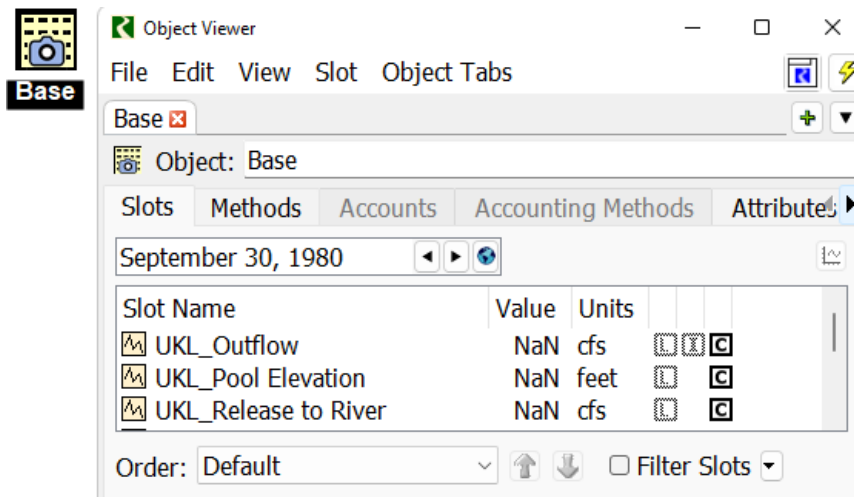 Object Viewer
File Edit View Slot Object Tabs
Base
Base
Object: Base
Slots Methods Accounts Accounting Methods Attributes
September 30, 1980
Slot Name Value Units
UKL_Outflow NaN cfs L I C
UKL_Pool Elevation NaN feet L C
UKL_Release to River NaN cfs L C
Order: Default Filter Slots